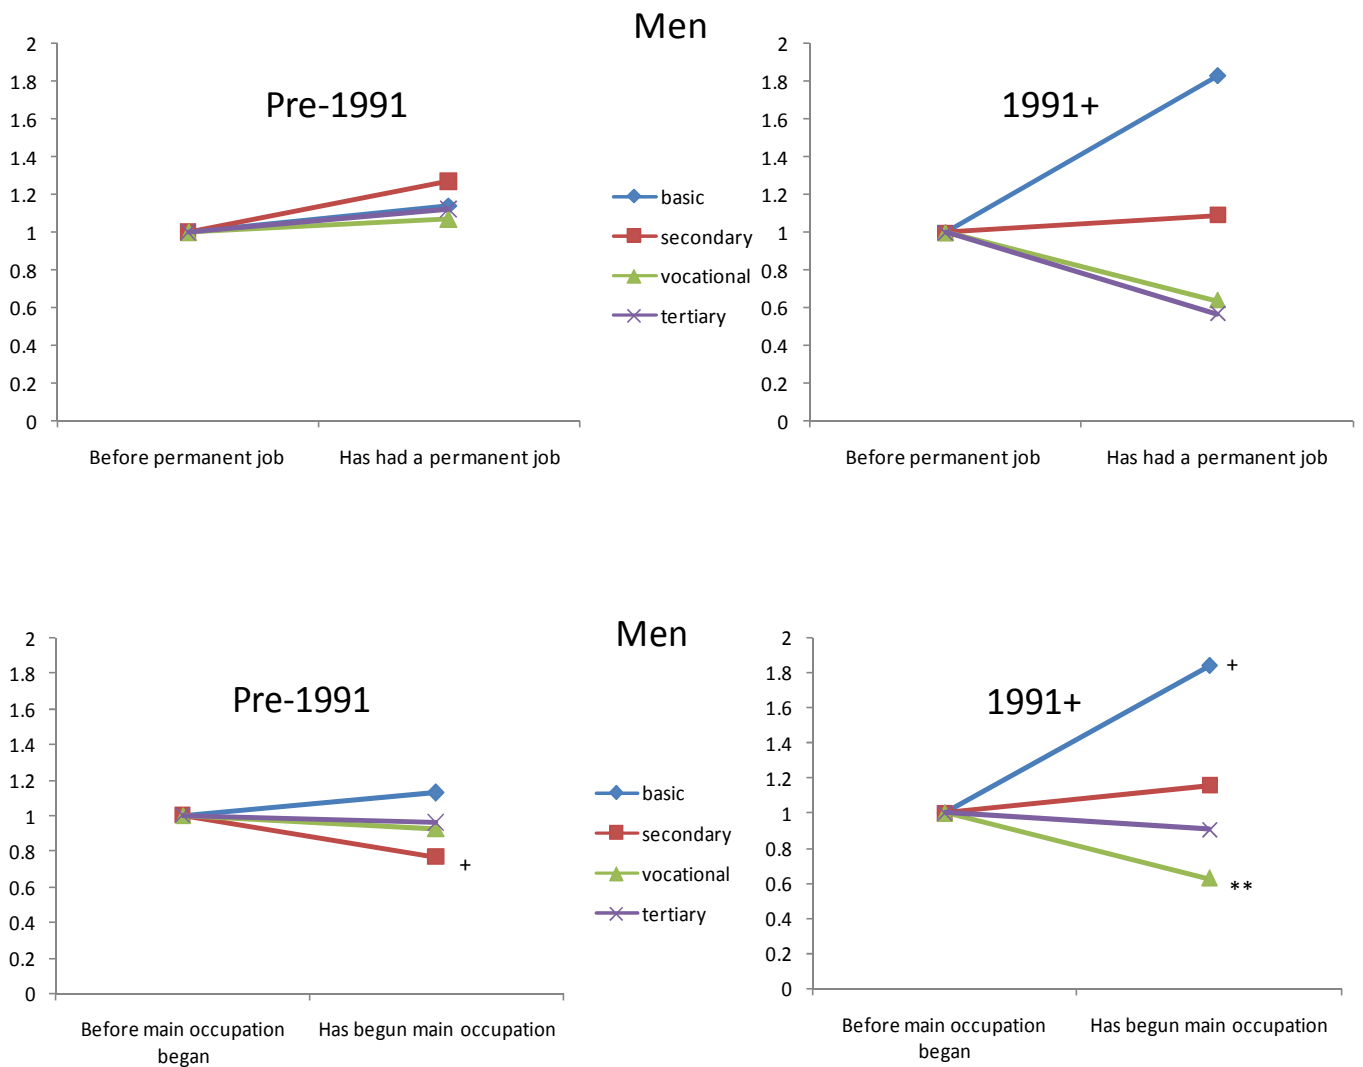 Men
Pre-1991
2
1.8
1.6
1.4
1.2
1
0.8
0.6
0.4
0.2
0
Before permanent job
Has had a permanent job
basic
secondary
vocational
tertiary
1991+
2
1.8
1.6
1.4
1.2
1
0.8
0.6
0.4
0.2
0
Before permanent job
Has had a permanent job
Men
Pre-1991
2
1.8
1.6
1.4
1.2
1
0.8
0.6
0.4
0.2
0
+
Before main occupation
began
Has begun main occupation
basic
secondary
vocational
tertiary
1991+
2
1.8
1.6
1.4
1.2
1
0.8
0.6
0.4
0.2
0
+
**
Before main occupation
began
Has begun main occupation